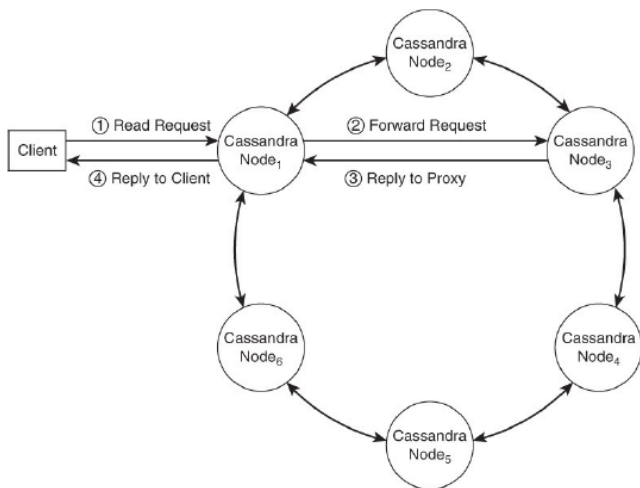 Cassandra
Node₂
① Read Request
② Forward Request
Client
Cassandra
Node₁
Cassandra
Node₃
④ Reply to Client
③ Reply to Proxy
Cassandra
Node₆
Cassandra
Node₄
Cassandra
Node₅